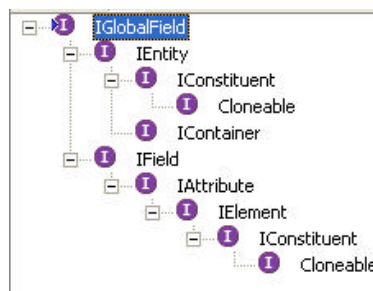 IGlobalField
IEntity
IConstituent
Cloneable
IContainer
IField
IAttribute
IElement
IConstituent
Cloneable